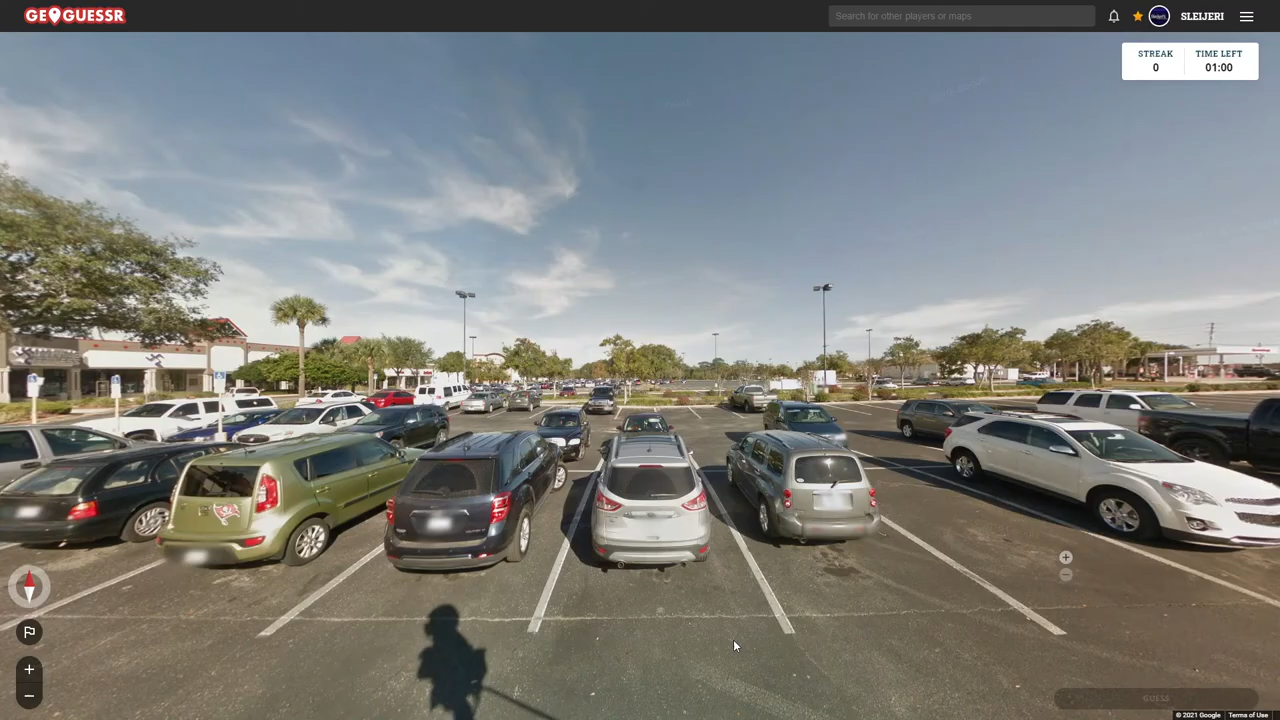 GEOGUESSR
Search for other players or maps
SLEIJERI
STREAK
TIME LEFT
0
01:00
GUESS
© 2021 Google
Terms of Use